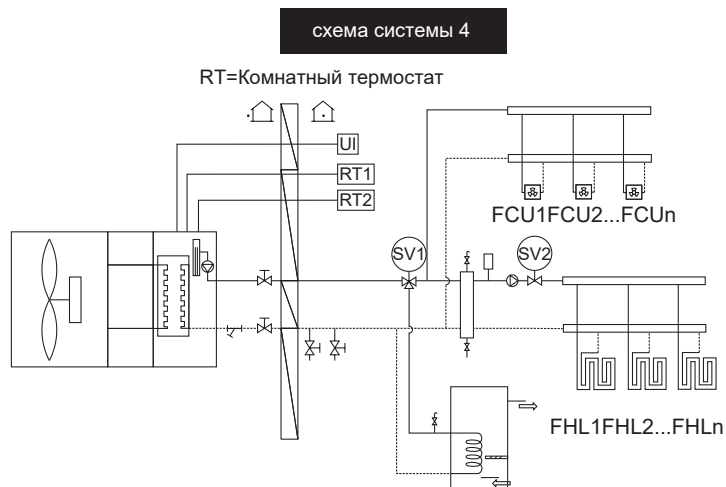 схема системы 4
RT=Комнатный термостат
UI
RT1
RT2
FCU1FCU2...FCUn
SV1
SV2
FHL1FHL2...FHLn